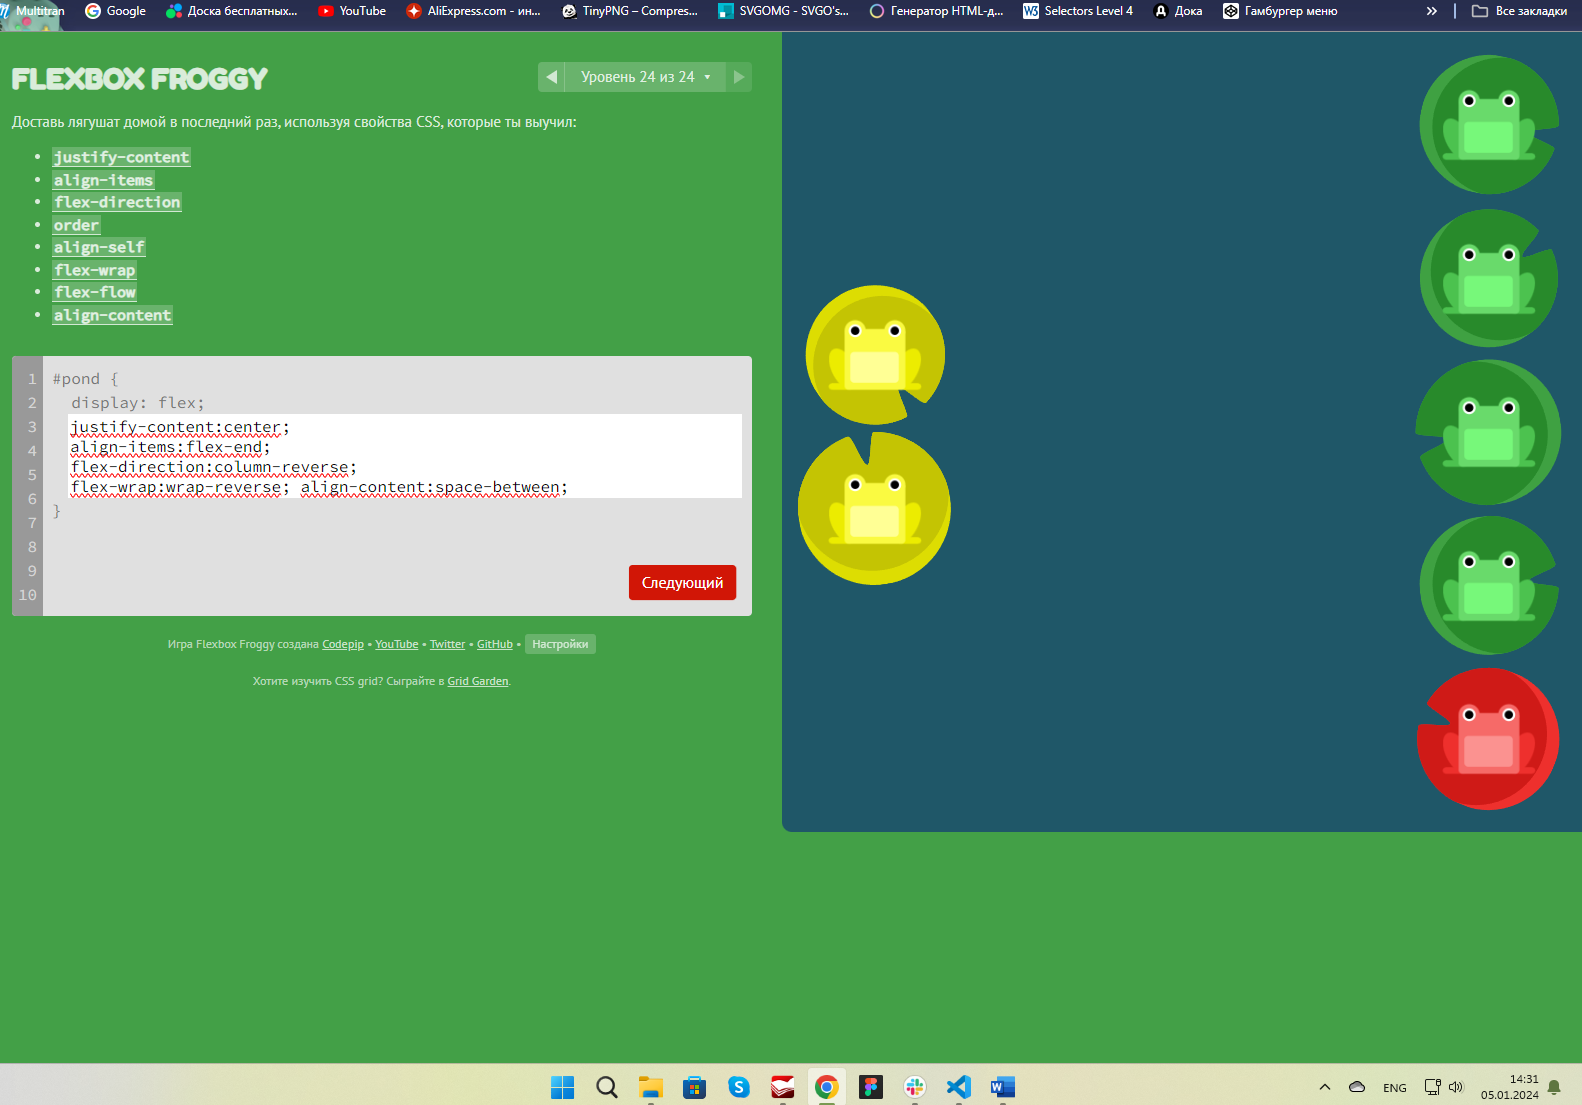 Multitran Google Доска бесплатных... YouTube AliExpress.com - ин... TinyPNG – Compres... SVGOMG - SVGO's... Генератор HTML-д... W3 Selectors Level 4 Дока Гамбургер меню » Все закладки
FLEXBOX FROGGY
Уровень 24 из 24
Доставь лягушат домой в последний раз, используя свойства CSS, которые ты выучил:
• justify-content
• align-items
• flex-direction
• order
• align-self
• flex-wrap
• flex-flow
• align-content
1 #pond {
2 display: flex;
3 justify-content:center;
4 align-items:flex-end;
5 flex-direction:column-reverse;
6 flex-wrap:wrap-reverse; align-content:space-between;
7 }
8
9
10
Следующий
Игра Flexbox Froggy создана Codepip • YouTube • Twitter • GitHub • Настройки
Хотите изучить CSS grid? Сыграйте в Grid Garden.
ENG
14:31
05.01.2024